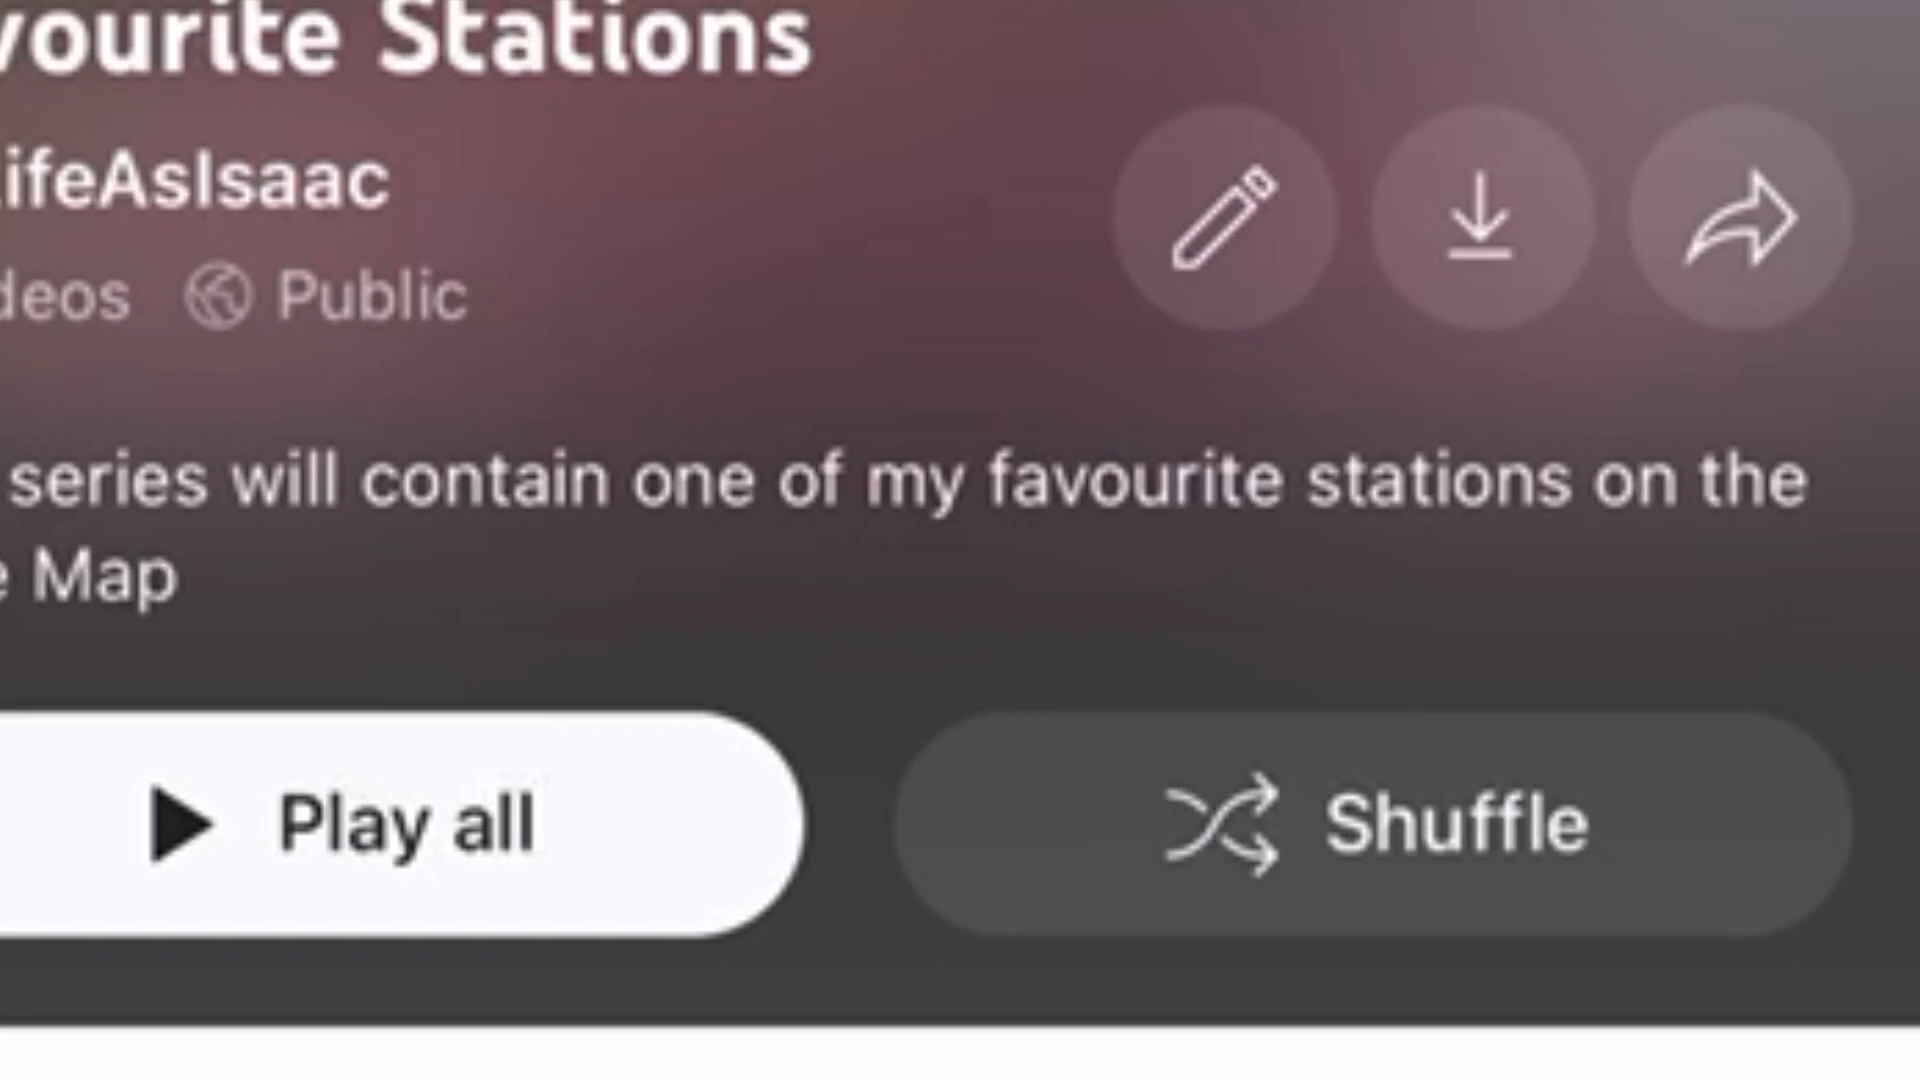 vourite Stations
ifeAsIsaac
deos Public
series will contain one of my favourite stations on the
e Map
Play all
Shuffle